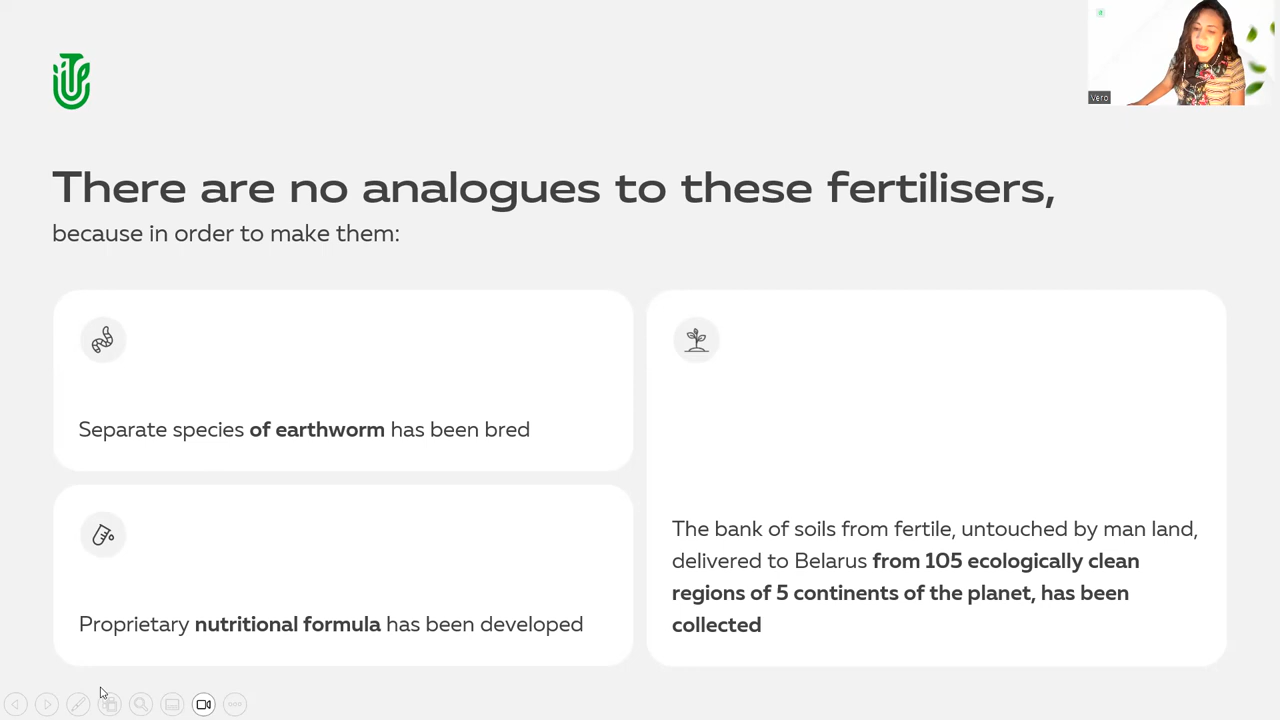 Vero
There are no analogues to these fertilisers,
because in order to make them:
Separate species of earthworm has been bred
Proprietary nutritional formula has been developed
The bank of soils from fertile, untouched by man land,
delivered to Belarus from 105 ecologically clean
regions of 5 continents of the planet, has been
collected